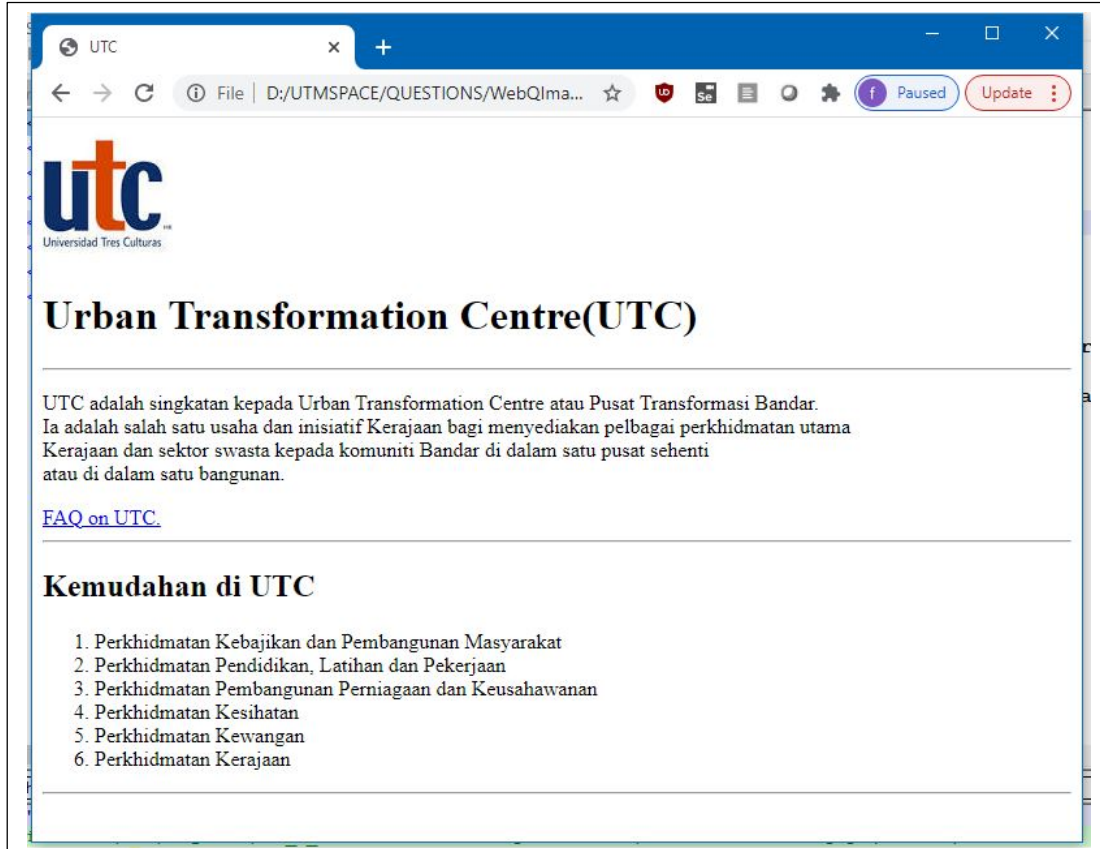 UTC
File | D:/UTMSPACE/QUESTIONS/WebQIma...
Se
f Paused
Update
utc
Universidad Tres Culturas
Urban Transformation Centre(UTC)
UTC adalah singkatan kepada Urban Transformation Centre atau Pusat Transformasi Bandar.
Ia adalah salah satu usaha dan inisiatif Kerajaan bagi menyediakan pelbagai perkhidmatan utama
Kerajaan dan sektor swasta kepada komuniti Bandar di dalam satu pusat sehenti
atau di dalam satu bangunan.
FAQ on UTC.
Kemudahan di UTC
1. Perkhidmatan Kebajikan dan Pembangunan Masyarakat
2. Perkhidmatan Pendidikan, Latihan dan Pekerjaan
3. Perkhidmatan Pembangunan Perniagaan dan Keusahawanan
4. Perkhidmatan Kesihatan
5. Perkhidmatan Kewangan
6. Perkhidmatan Kerajaan